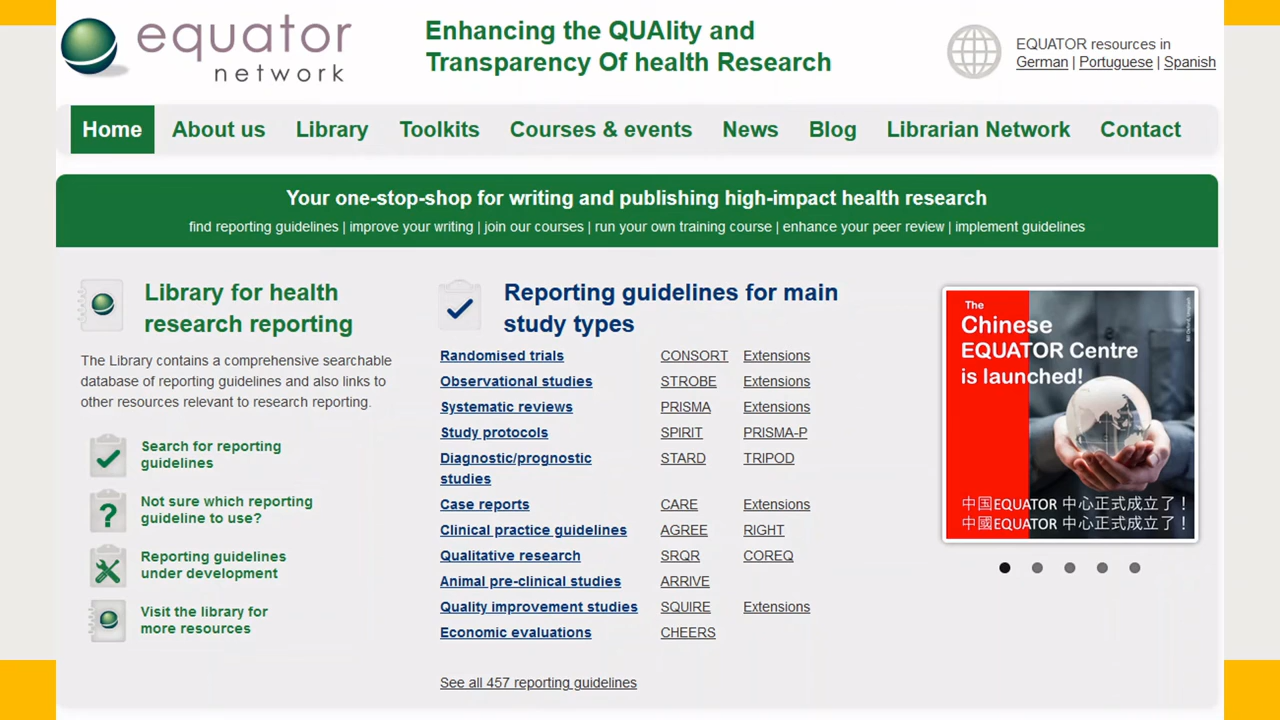 equator
network
Enhancing the QUAlity and
Transparency Of health Research
EQUATOR resources in
German | Portuguese | Spanish
Home About us Library Toolkits Courses & events News Blog Librarian Network Contact
Your one-stop-shop for writing and publishing high-impact health research
find reporting guidelines | improve your writing | join our courses | run your own training course | enhance your peer review | implement guidelines
Library for health
research reporting
The Library contains a comprehensive searchable
database of reporting guidelines and also links to
other resources relevant to research reporting.
Search for reporting
guidelines
Not sure which reporting
guideline to use?
Reporting guidelines
under development
Visit the library for
more resources
Reporting guidelines for main
study types
Randomised trials CONSORT Extensions
Observational studies STROBE Extensions
Systematic reviews PRISMA Extensions
Study protocols SPIRIT PRISMA-P
Diagnostic/prognostic STARD TRIPOD
studies
Case reports CARE Extensions
Clinical practice guidelines AGREE RIGHT
Qualitative research SRQR COREQ
Animal pre-clinical studies ARRIVE
Quality improvement studies SQUIRE Extensions
Economic evaluations CHEERS
See all 457 reporting guidelines
The
Chinese
EQUATOR Centre
is launched!
中国EQUATOR 中心正式成立了！
中國EQUATOR 中心正式成立了！